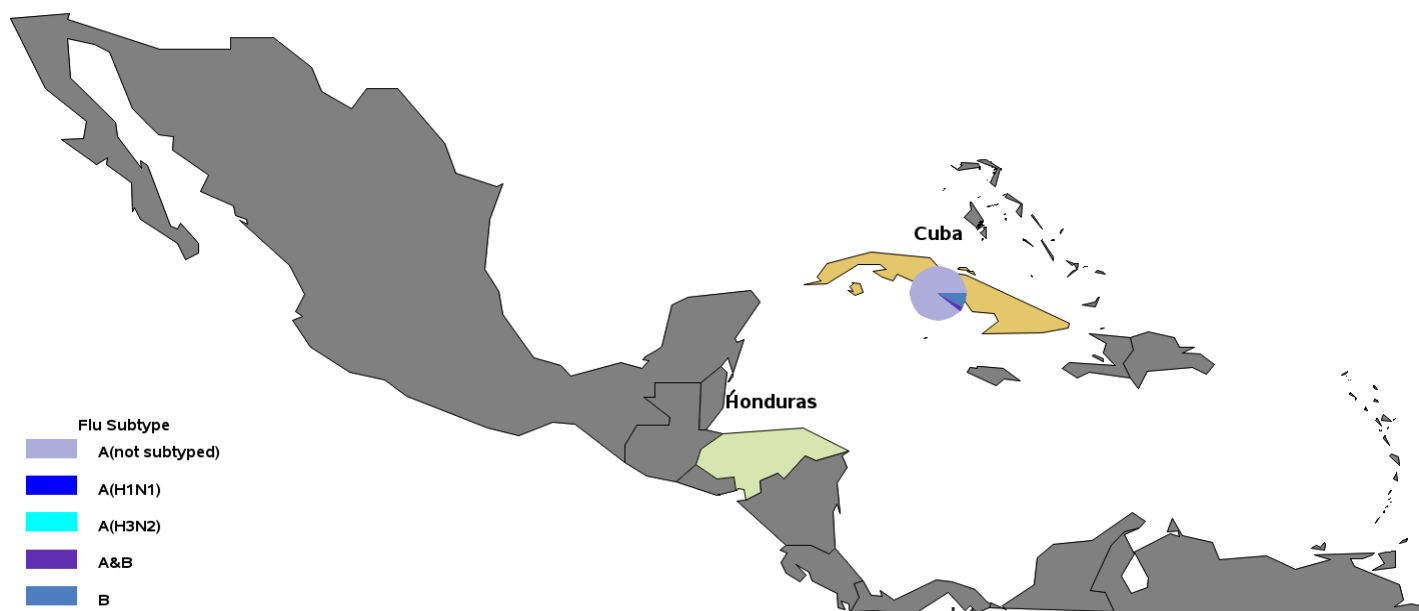 Cuba
Honduras
Flu Subtype
A(not subtyped)
A(H1N1)
A(H3N2)
A&B
B